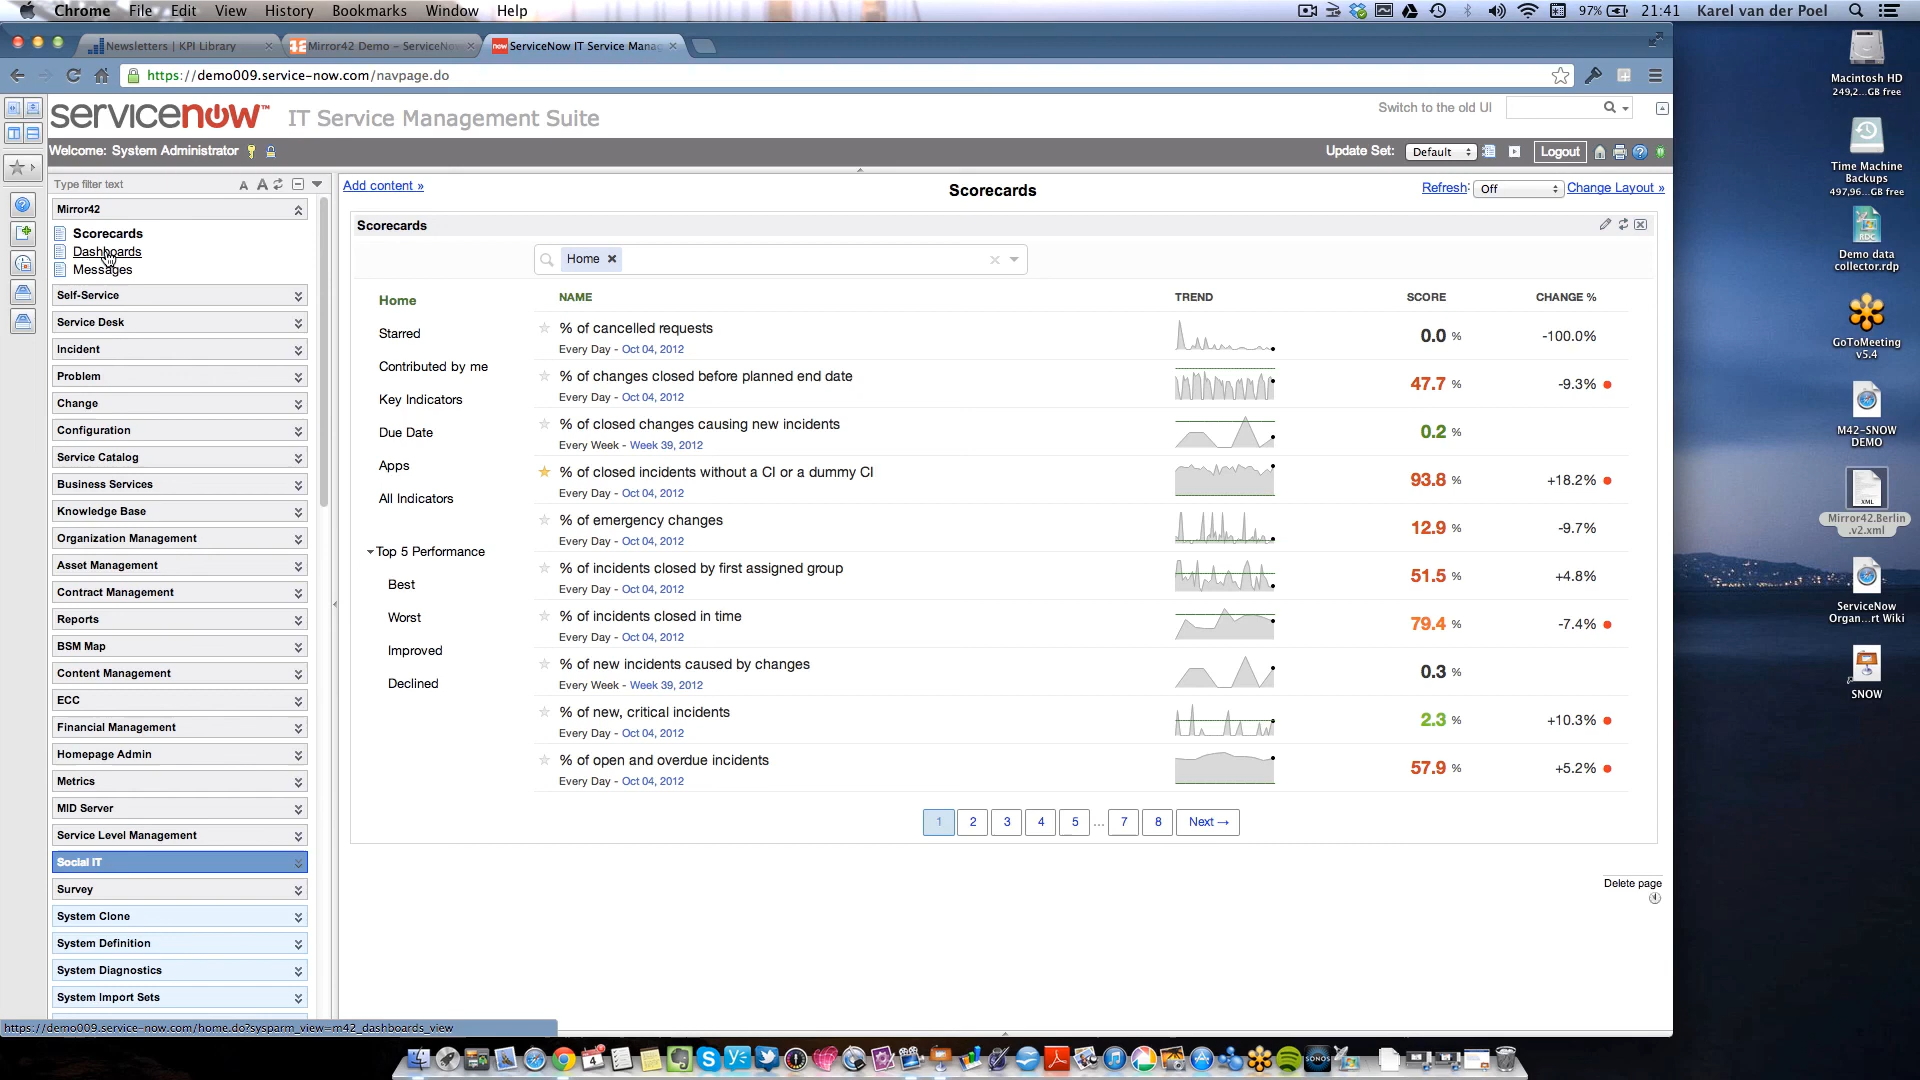 Chrome File Edit View History Bookmarks Window Help 97% 21:41 Karel van der Poel
Newsletters | KPI Library
Mirror42 Demo – ServiceNo
ServiceNow IT Service Mana
https://demo009.service-now.com/navpage.do
servicenow™ IT Service Management Suite
Switch to the old UI
Welcome: System Administrator
Update Set: Default Logout
Type filter text A A
Mirror42
Scorecards
Dashboards
Messages
Self-Service
Service Desk
Incident
Problem
Change
Configuration
Service Catalog
Business Services
Knowledge Base
Organization Management
Asset Management
Contract Management
Reports
BSM Map
Content Management
ECC
Financial Management
Homepage Admin
Metrics
MID Server
Service Level Management
Social IT
Survey
System Clone
System Definition
System Diagnostics
System Import Sets
https://demo009.service-now.com/home.do?sysparm_view=m42_dashboards_view
Add content »
Scorecards
Refresh: Off Change Layout »
Scorecards
Home ×
Home
Starred
Contributed by me
Key Indicators
Due Date
Apps
All Indicators
Top 5 Performance
Best
Worst
Improved
Declined
NAME TREND SCORE CHANGE %
% of cancelled requests 0.0 % -100.0%
Every Day - Oct 04, 2012
% of changes closed before planned end date 47.7 % -9.3%
Every Day - Oct 04, 2012
% of closed changes causing new incidents 0.2 %
Every Week - Week 39, 2012
% of closed incidents without a CI or a dummy CI 93.8 % +18.2%
Every Day - Oct 04, 2012
% of emergency changes 12.9 % -9.7%
Every Day - Oct 04, 2012
% of incidents closed by first assigned group 51.5 % +4.8%
Every Day - Oct 04, 2012
% of incidents closed in time 79.4 % -7.4%
Every Day - Oct 04, 2012
% of new incidents caused by changes 0.3 %
Every Week - Week 39, 2012
% of new, critical incidents 2.3 % +10.3%
Every Day - Oct 04, 2012
% of open and overdue incidents 57.9 % +5.2%
Every Day - Oct 04, 2012
1 2 3 4 5 ... 7 8 Next →
Delete page
Macintosh HD
249,2...GB free
Time Machine
Backups
497,96...GB free
RDC
Demo data
collector.rdp
GoToMeeting
v5.4
M42-SNOW
DEMO
XML
Mirror42.Berlin
.v2.xml
ServiceNow
Organ...rt Wiki
SNOW
SONOS